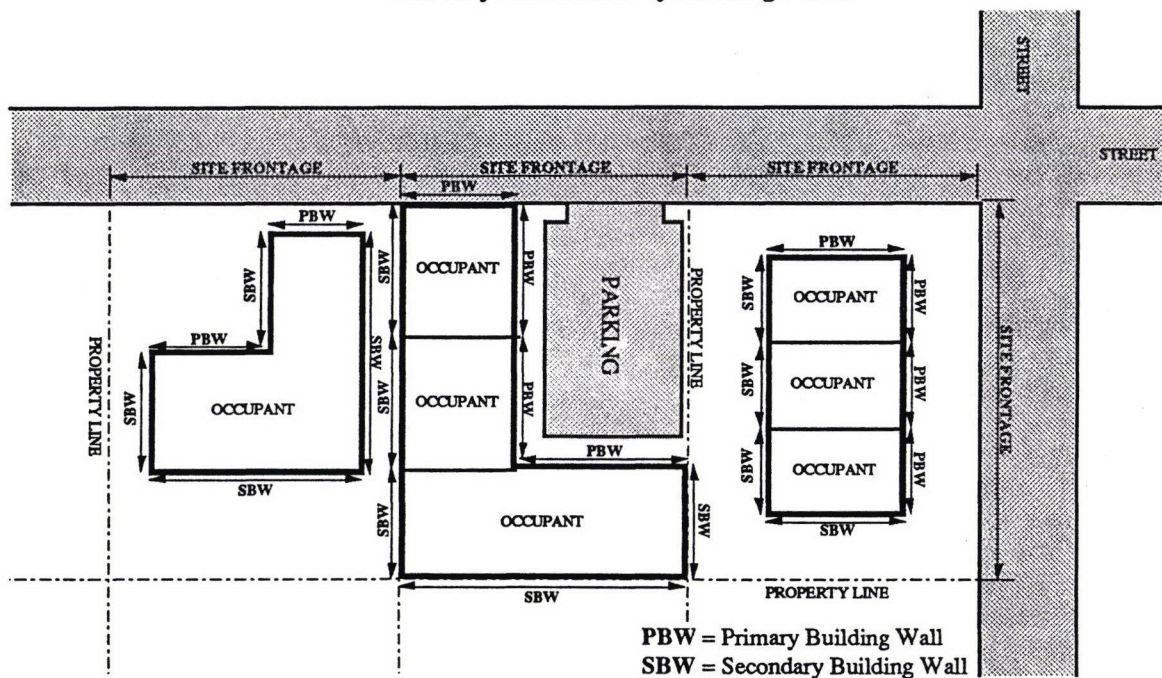 STREET
STREET
SITE FRONTAGE
SITE FRONTAGE
SITE FRONTAGE
PBW
PBW
PBW
SBW
SBW
OCCUPANT
PBW
PARKING
PROPERTY LINE
SBW
OCCUPANT
PBW
SITE FRONTAGE
PBW
PROPERTY LINE
SBW
OCCUPANT
SBW
SBW
OCCUPANT
PBW
SBW
OCCUPANT
PBW
PBW
SBW
OCCUPANT
PBW
SBW
SBW
OCCUPANT
SBW
SBW
SBW
PROPERTY LINE
PBW = Primary Building Wall
SBW = Secondary Building Wall